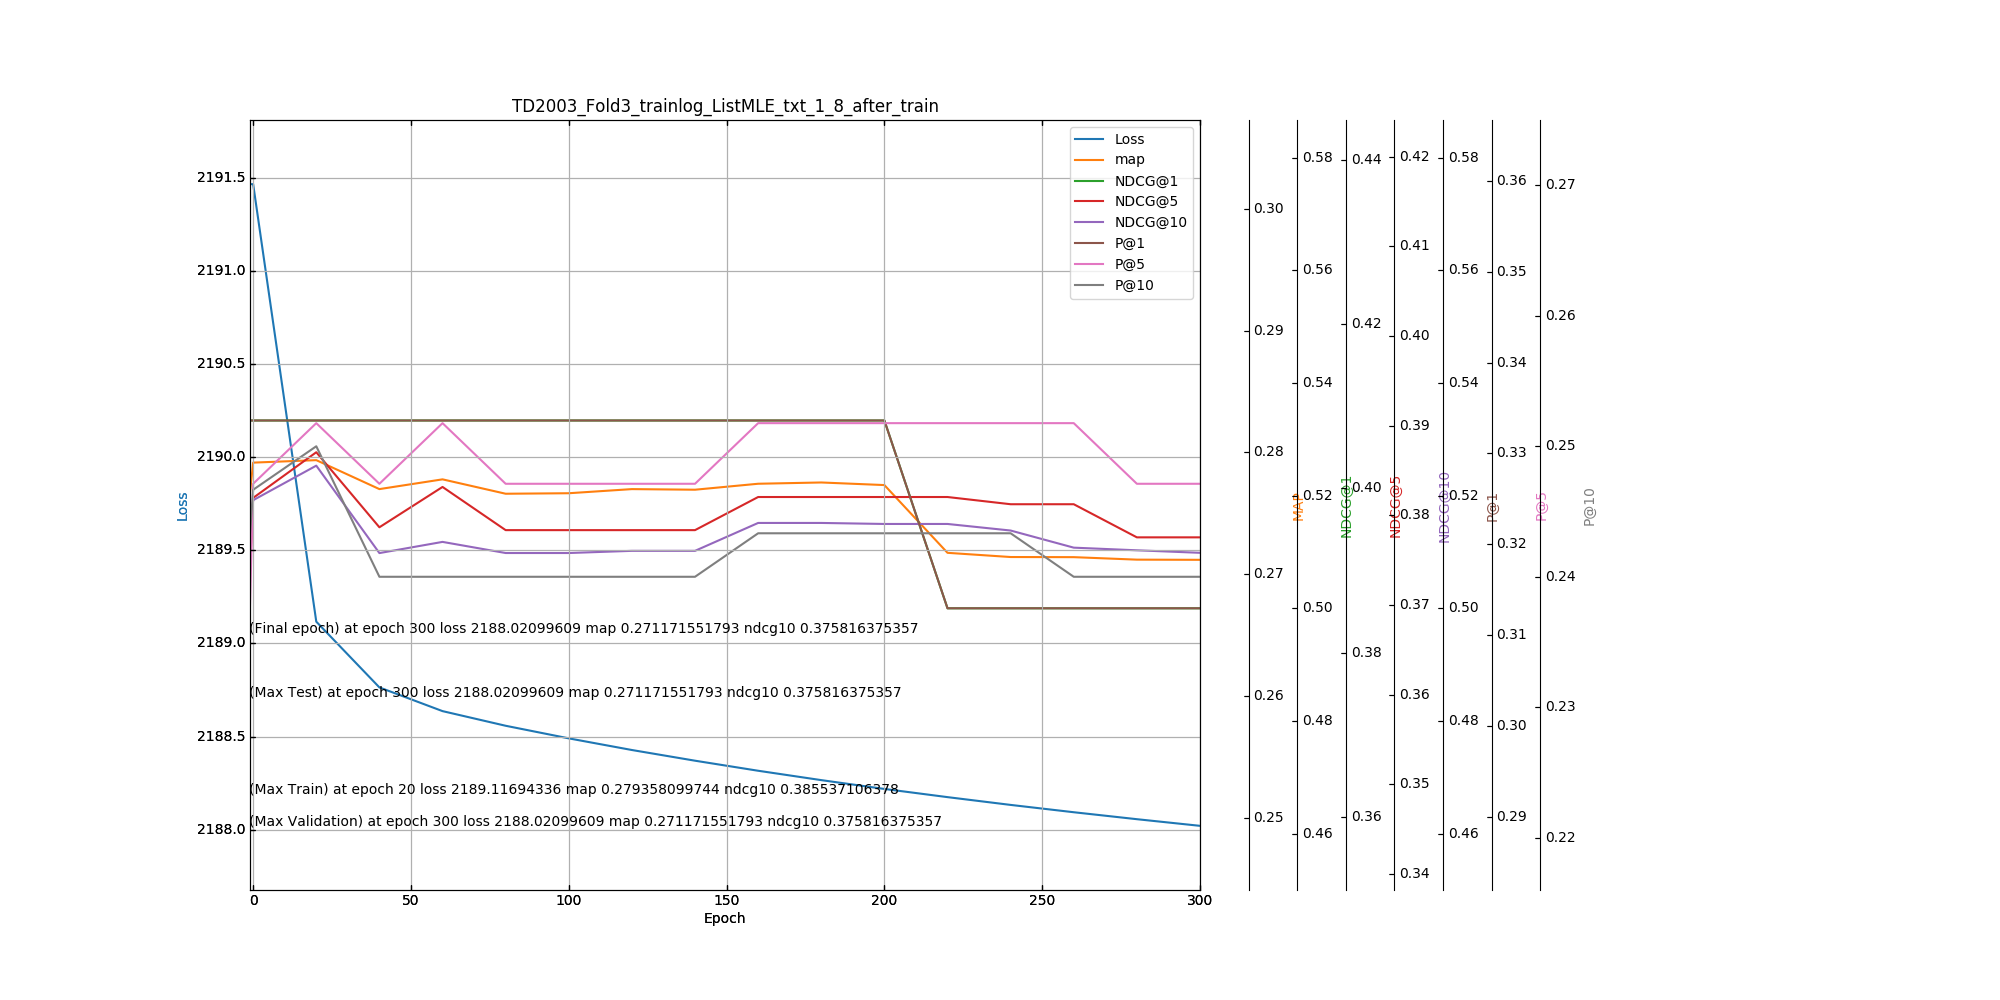 TD2003_Fold3_trainlog_ListMLE_txt_1_8_after_train
Loss
map
NDCG@1
NDCG@5
NDCG@10
P@1
P@5
P@10
2191.5
2191.0
2190.5
2190.0
2189.5
2189.0
2188.5
2188.0
Loss
(Final epoch) at epoch 300 loss 2188.02099609 map 0.271171551793 ndcg10 0.375816375357
(Max Test) at epoch 300 loss 2188.02099609 map 0.271171551793 ndcg10 0.375816375357
(Max Train) at epoch 20 loss 2189.11694336 map 0.279358099744 ndcg10 0.385537106378
(Max Validation) at epoch 300 loss 2188.02099609 map 0.271171551793 ndcg10 0.375816375357
0 50 100 150 200 250 300
Epoch
0.30
0.29
0.28
0.27
0.26
0.25
MAP
0.58
0.56
0.54
0.52
0.50
0.48
0.46
NDCG@1
0.44
0.42
0.40
0.38
0.36
NDCG@5
0.42
0.41
0.40
0.39
0.38
0.37
0.36
0.35
0.34
NDCG@10
0.58
0.56
0.54
0.52
0.50
0.48
0.46
P@1
0.36
0.35
0.34
0.33
0.32
0.31
0.30
0.29
P@5
0.27
0.26
0.25
0.24
0.23
0.22
P@10